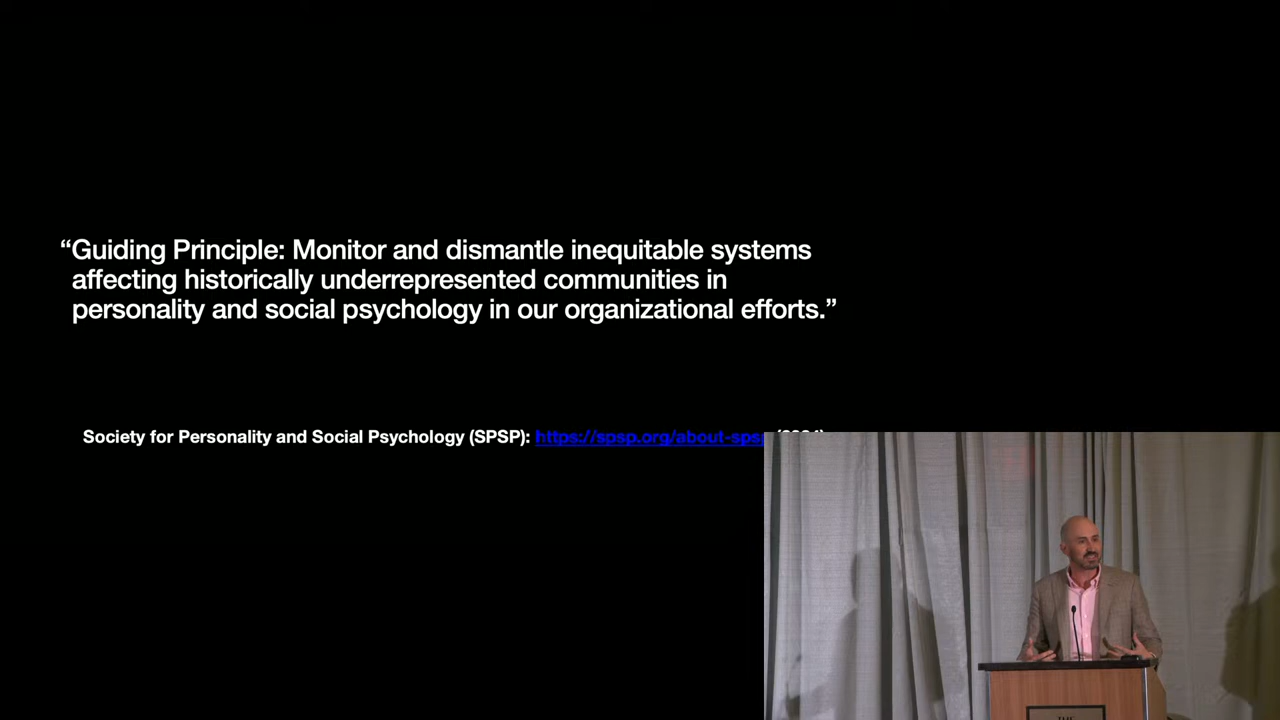 “Guiding Principle: Monitor and dismantle inequitable systems
affecting historically underrepresented communities in
personality and social psychology in our organizational efforts.”
Society for Personality and Social Psychology (SPSP): https://spsp.org/about-spsp
THE